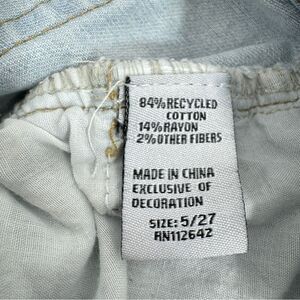 84% RECYCLED
COTTON
14% RAYON
2% OTHER FIBERS
MADE IN CHINA
EXCLUSIVE OF
DECORATION
SIZE: 5/27
RN112642